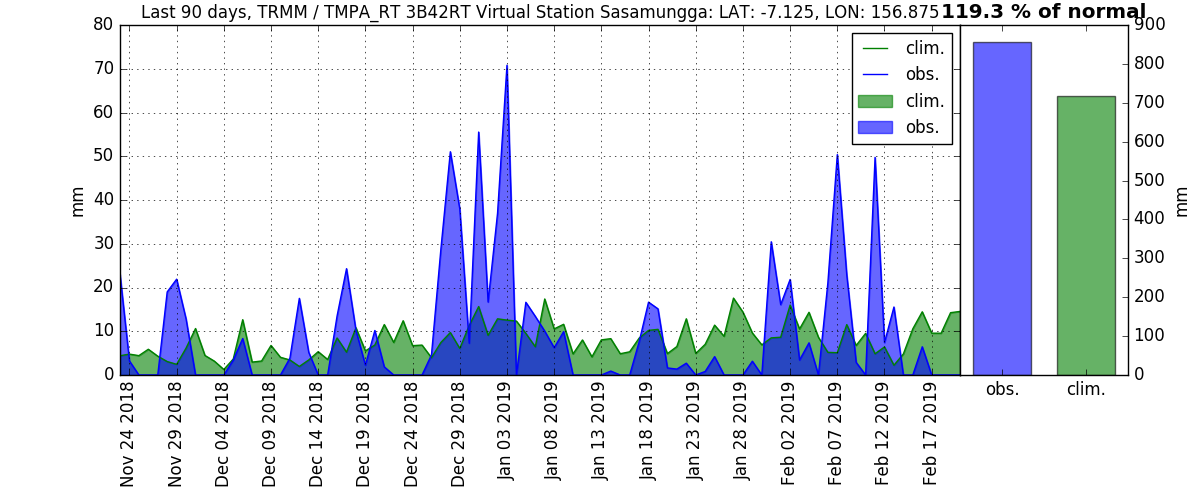 Last 90 days, TRMM / TMPA_RT 3B42RT Virtual Station Sasamungga: LAT: -7.125, LON: 156.875 119.3 % of normal
80
70
60
50
40
30
20
10
0
mm
clim.
obs.
clim.
obs.
900
800
700
600
500
400
300
200
100
0
mm
obs.
clim.
Nov 24 2018
Nov 29 2018
Dec 04 2018
Dec 09 2018
Dec 14 2018
Dec 19 2018
Dec 24 2018
Dec 29 2018
Jan 03 2019
Jan 08 2019
Jan 13 2019
Jan 18 2019
Jan 23 2019
Jan 28 2019
Feb 02 2019
Feb 07 2019
Feb 12 2019
Feb 17 2019